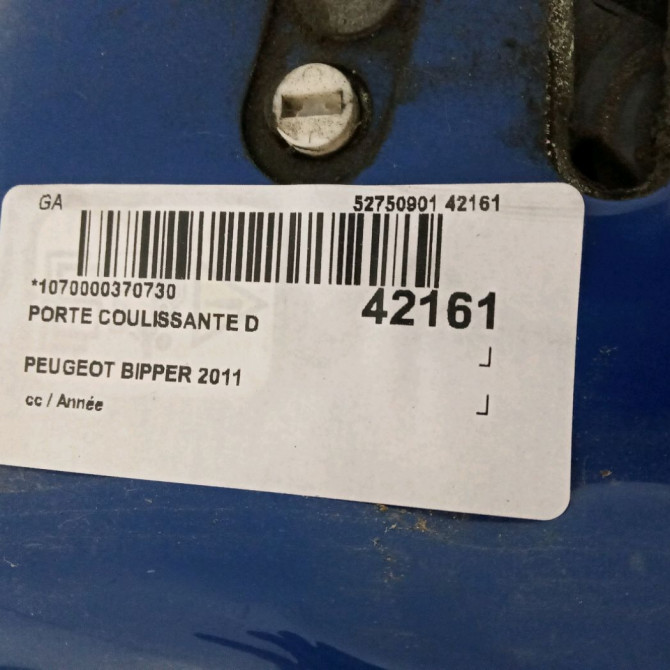 GA 52750901 42161
*1070000370730
42161
PORTE COULISSANTE D
PEUGEOT BIPPER 2011
cc / Année